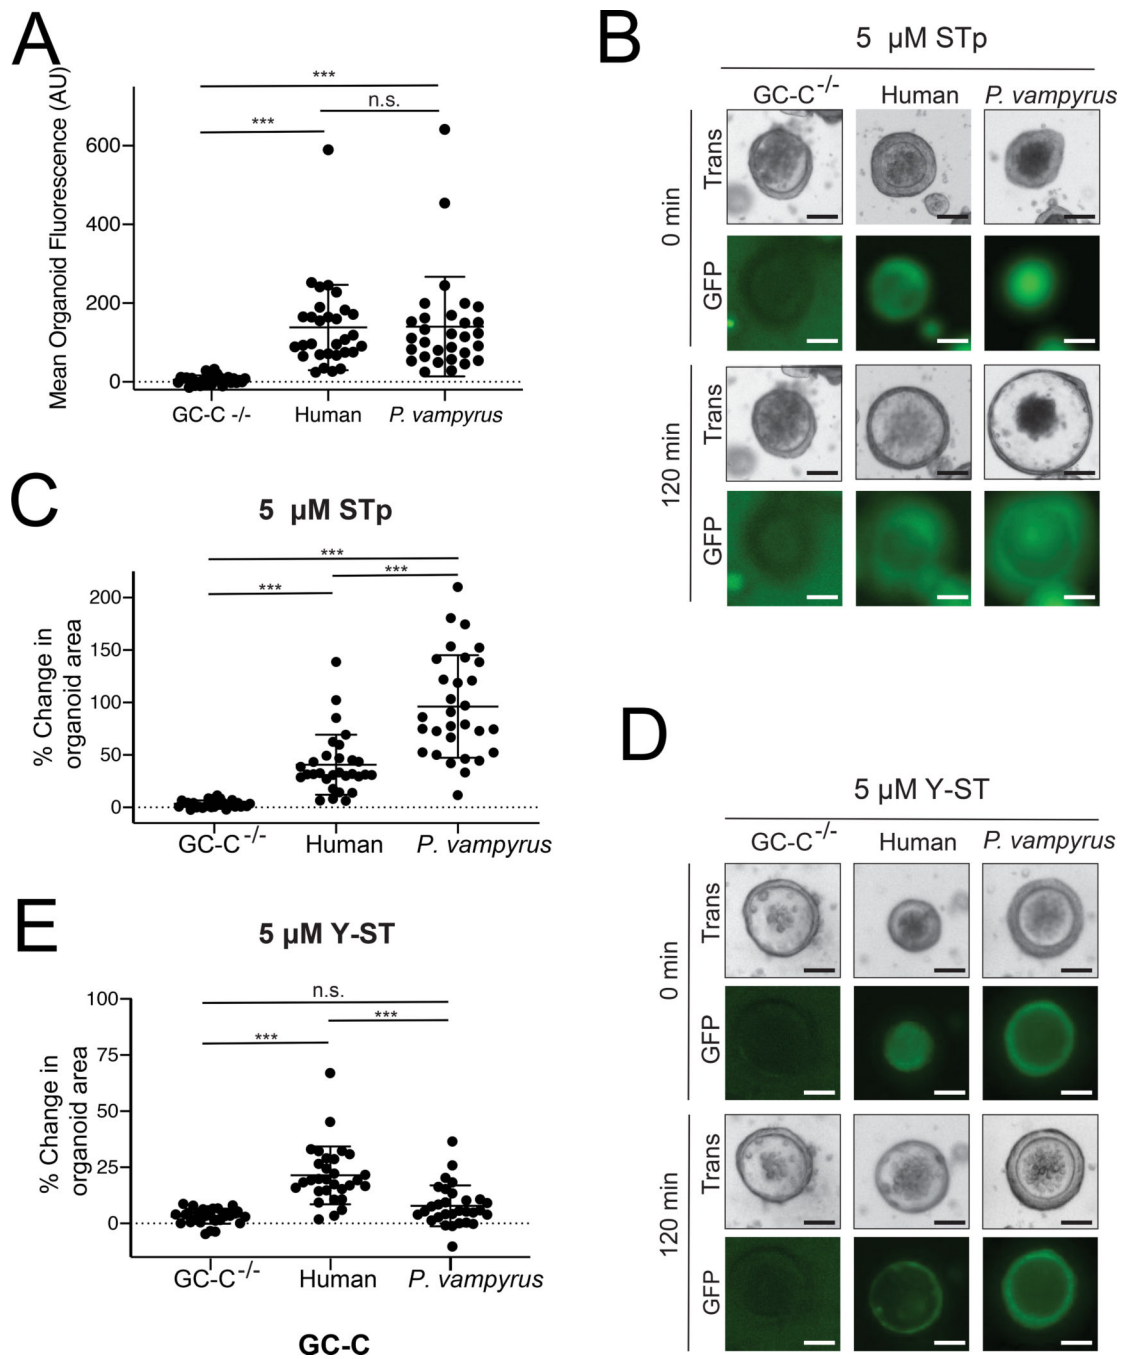 A
Mean Organoid Fluorescence (AU)
600
400
200
0
***
***
n.s.
GC-C -/-
Human
P. vampyrus
B
5 μM STp
GC-C-/-
Human
P. vampyrus
0 min
Trans
GFP
120 min
Trans
GFP
C
5 μM STp
% Change in
organoid area
200
150
100
50
0
***
***
***
GC-C-/-
Human
P. vampyrus
D
5 μM Y-ST
GC-C-/-
Human
P. vampyrus
0 min
Trans
GFP
120 min
Trans
GFP
E
5 μM Y-ST
% Change in
organoid area
100
75
50
25
0
n.s.
***
***
GC-C-/-
Human
P. vampyrus
GC-C